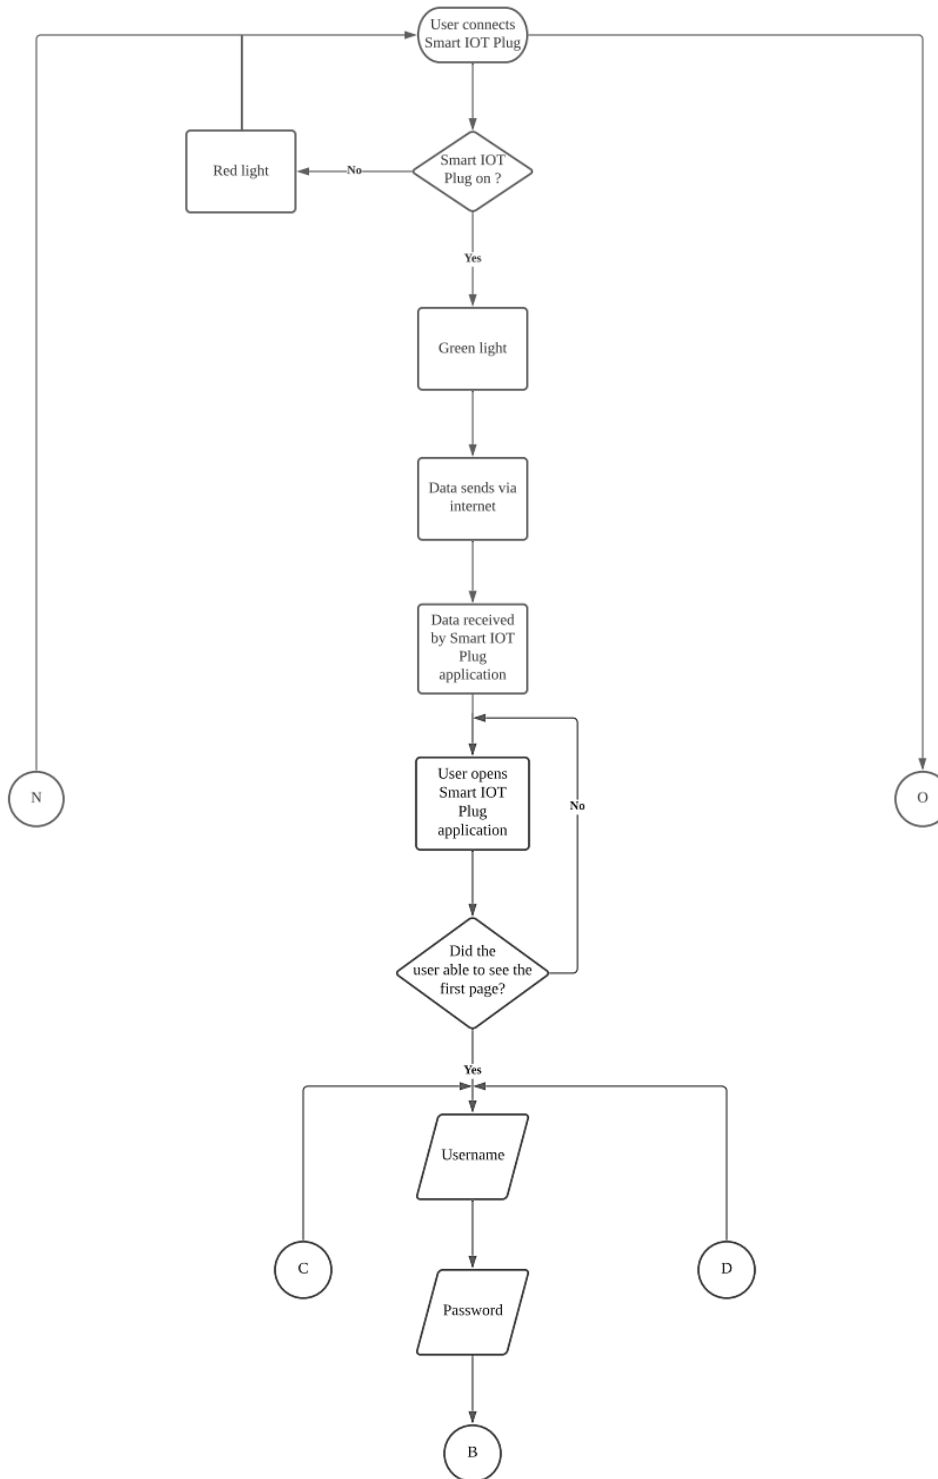 User connects
Smart IOT Plug
Smart IOT
Plug on ?
No
Red light
Yes
Green light
Data sends via
internet
Data received
by Smart IOT
Plug
application
User opens
Smart IOT
Plug
application
No
N
O
Did the
user able to see the
first page?
Yes
Username
C
D
Password
B